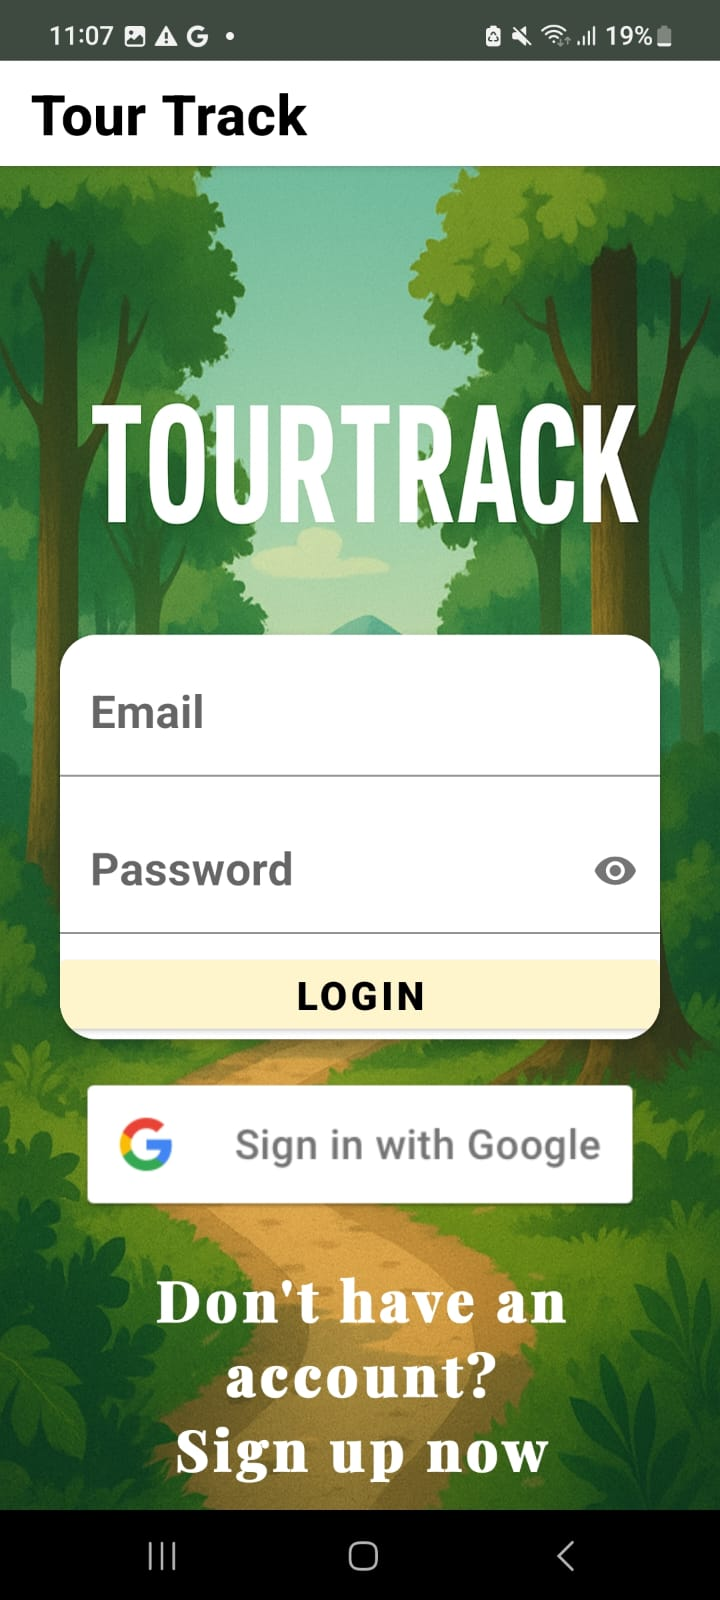 11:07 19%
Tour Track
TOURTRACK
Email
Password
LOGIN
Sign in with Google
Don't have an
account?
Sign up now